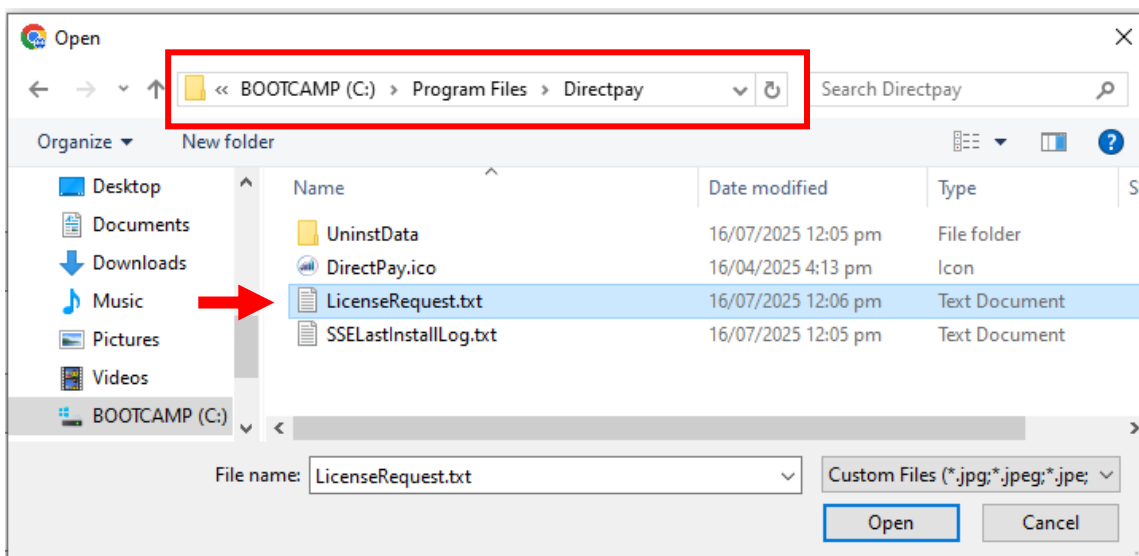 Open
« BOOTCAMP (C:) › Program Files › Directpay
Search Directpay
Organize
New folder
?
Name
Date modified
Type
S
Desktop
Documents
Downloads
Music
Pictures
Videos
BOOTCAMP (C:)
UninstData 16/07/2025 12:05 pm File folder
DirectPay.ico 16/04/2025 4:13 pm Icon
LicenseRequest.txt 16/07/2025 12:06 pm Text Document
SSELastInstallLog.txt 16/07/2025 12:05 pm Text Document
File name: LicenseRequest.txt
Custom Files (*.jpg;*.jpeg;*.jpe;
Open
Cancel